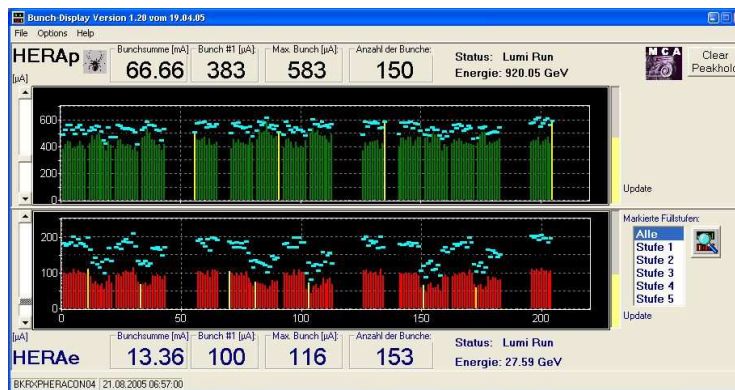 Bunch-Display Version 1.20 vom 19.04.05
File Options Help
HERAp
Bunchsumme [mA]
66.66
Bunch #1 [µA]
383
Max. Bunch [µA]:
583
Anzahl der Bunche:
150
Status: Lumi Run
Energie: 920.05 GeV
MCA
Clear Peakhold
[µA]
600
400
200
0
Update
200
100
0
0 50 100 150 200
Markierte Füllstufen:
Alle
Stufe 1
Stufe 2
Stufe 3
Stufe 4
Stufe 5
Update
[µA]
HERAe
Bunchsumme [mA]:
13.36
Bunch #1 [µA]:
100
Max. Bunch [µA]:
116
Anzahl der Bunche:
153
Status: Lumi Run
Energie: 27.59 GeV
BKRXPHERACON04 21.08.2005 06:57:00